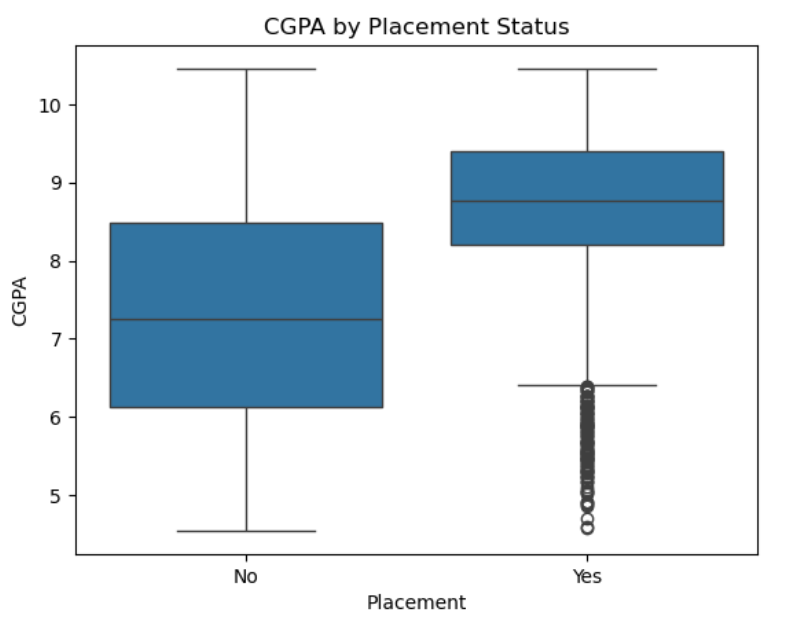 CGPA by Placement Status
10
9
8
7
6
5
CGPA
No Yes
Placement